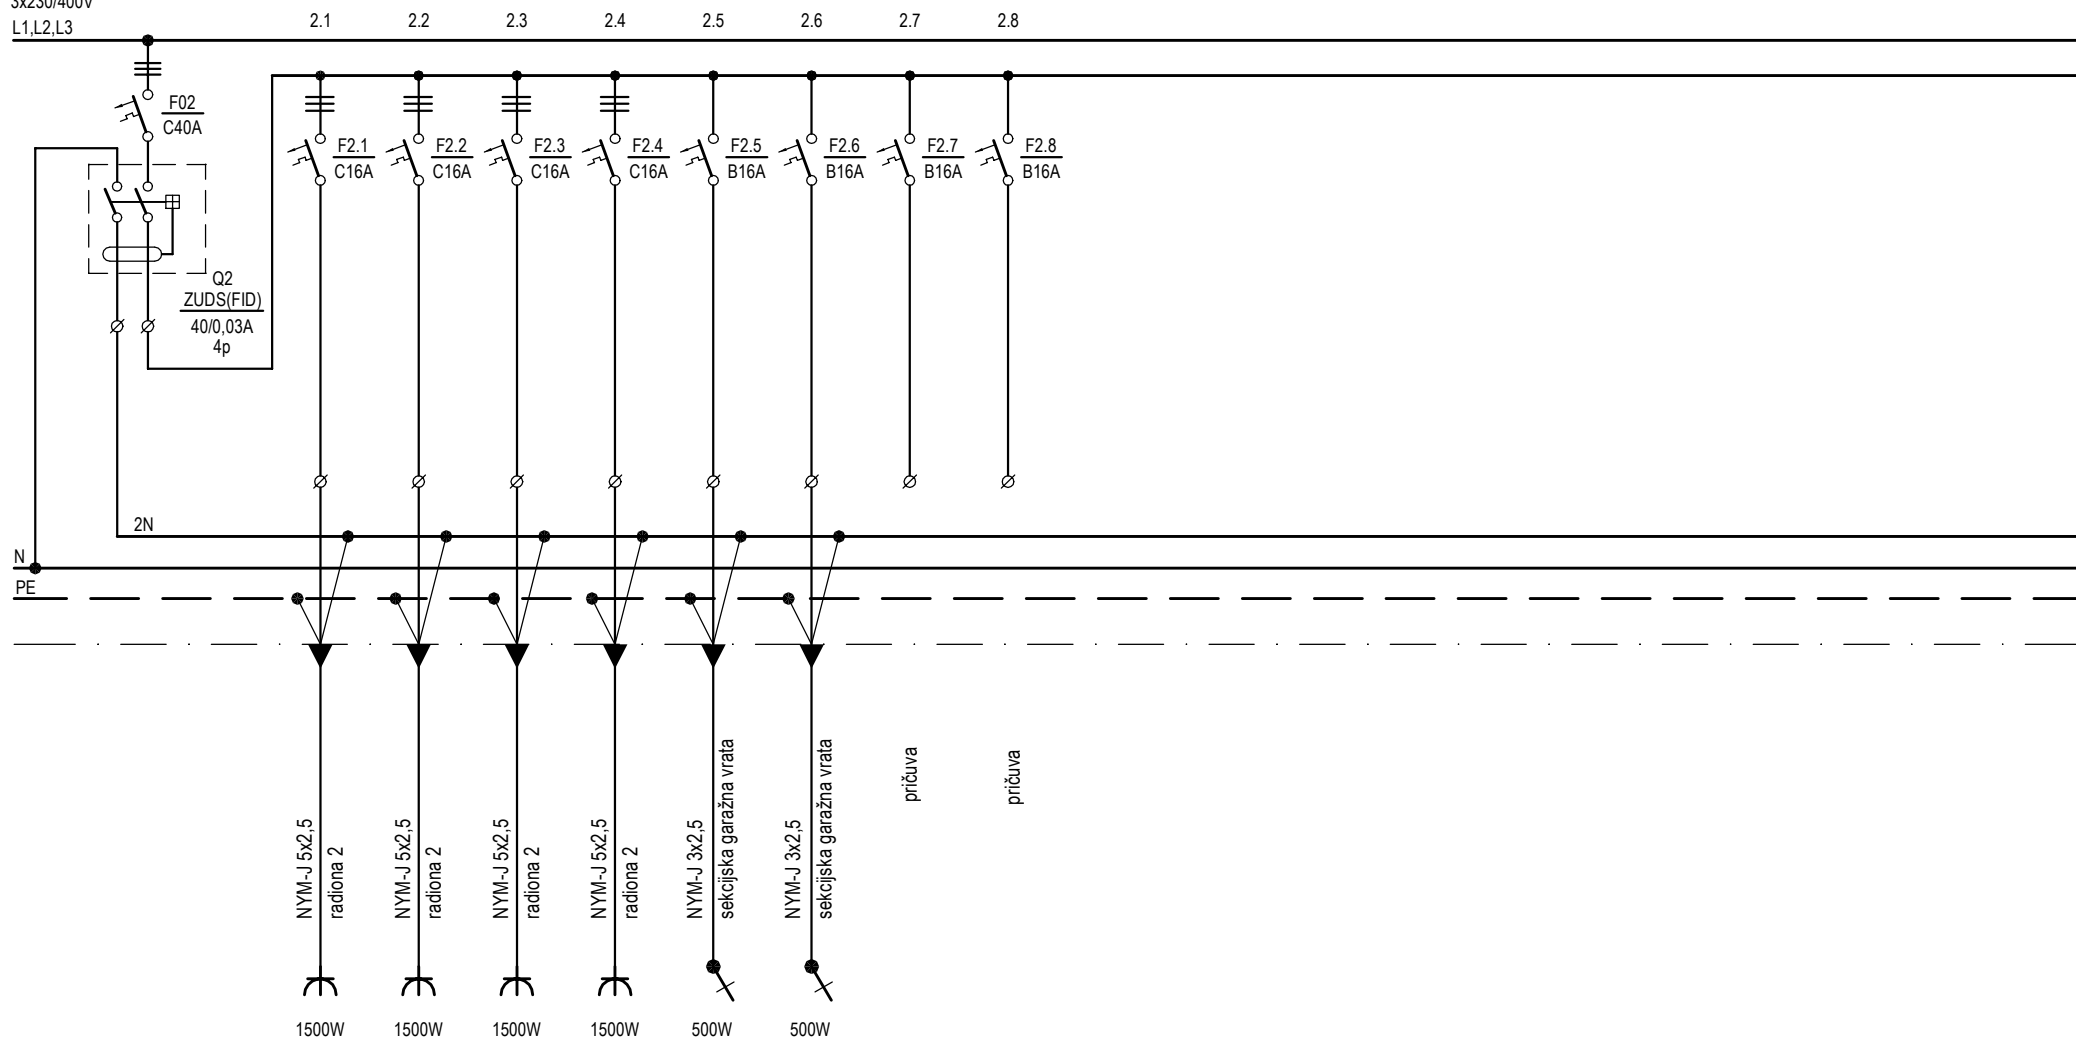 3x230/400V
L1,L2,L3
2.1
2.2
2.3
2.4
2.5
2.6
2.7
2.8
F02
C40A
F2.1
C16A
F2.2
C16A
F2.3
C16A
F2.4
C16A
F2.5
B16A
F2.6
B16A
F2.7
B16A
F2.8
B16A
Q2
ZUDS(FID)
40/0,03A
4p
2N
N
PE
NYM-J 5x2,5
radiona 2
NYM-J 5x2,5
radiona 2
NYM-J 5x2,5
radiona 2
NYM-J 5x2,5
radiona 2
NYM-J 3x2,5
sekcijska garažna vrata
NYM-J 3x2,5
sekcijska garažna vrata
pričuva
pričuva
1500W
1500W
1500W
1500W
500W
500W